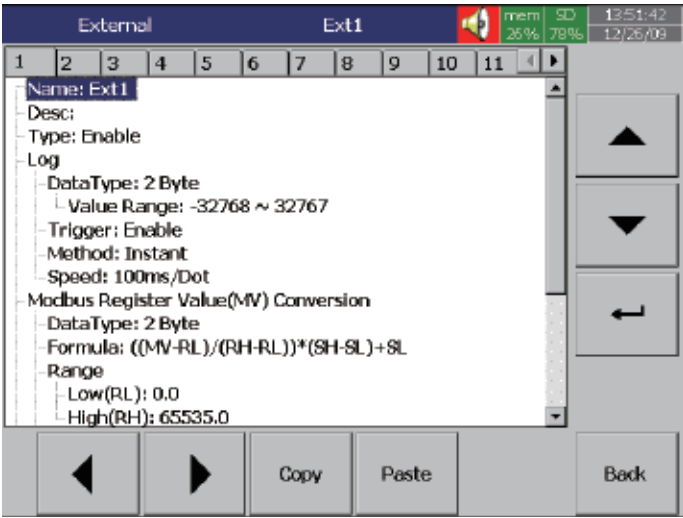 External Ext1 mem 26% SD 78% 13:51:42 12/26/09
1 2 3 4 5 6 7 8 9 10 11
Name: Ext1
Desc:
Type: Enable
Log
DataType: 2 Byte
Value Range: -32768 ~ 32767
Trigger: Enable
Method: Instant
Speed: 100ms/Dot
Modbus Register Value(MV) Conversion
DataType: 2 Byte
Formula: ((MV-RL)/(RH-RL))*(SH-SL)+SL
Range
Low(RL): 0.0
High(RH): 65535.0
Copy Paste Back